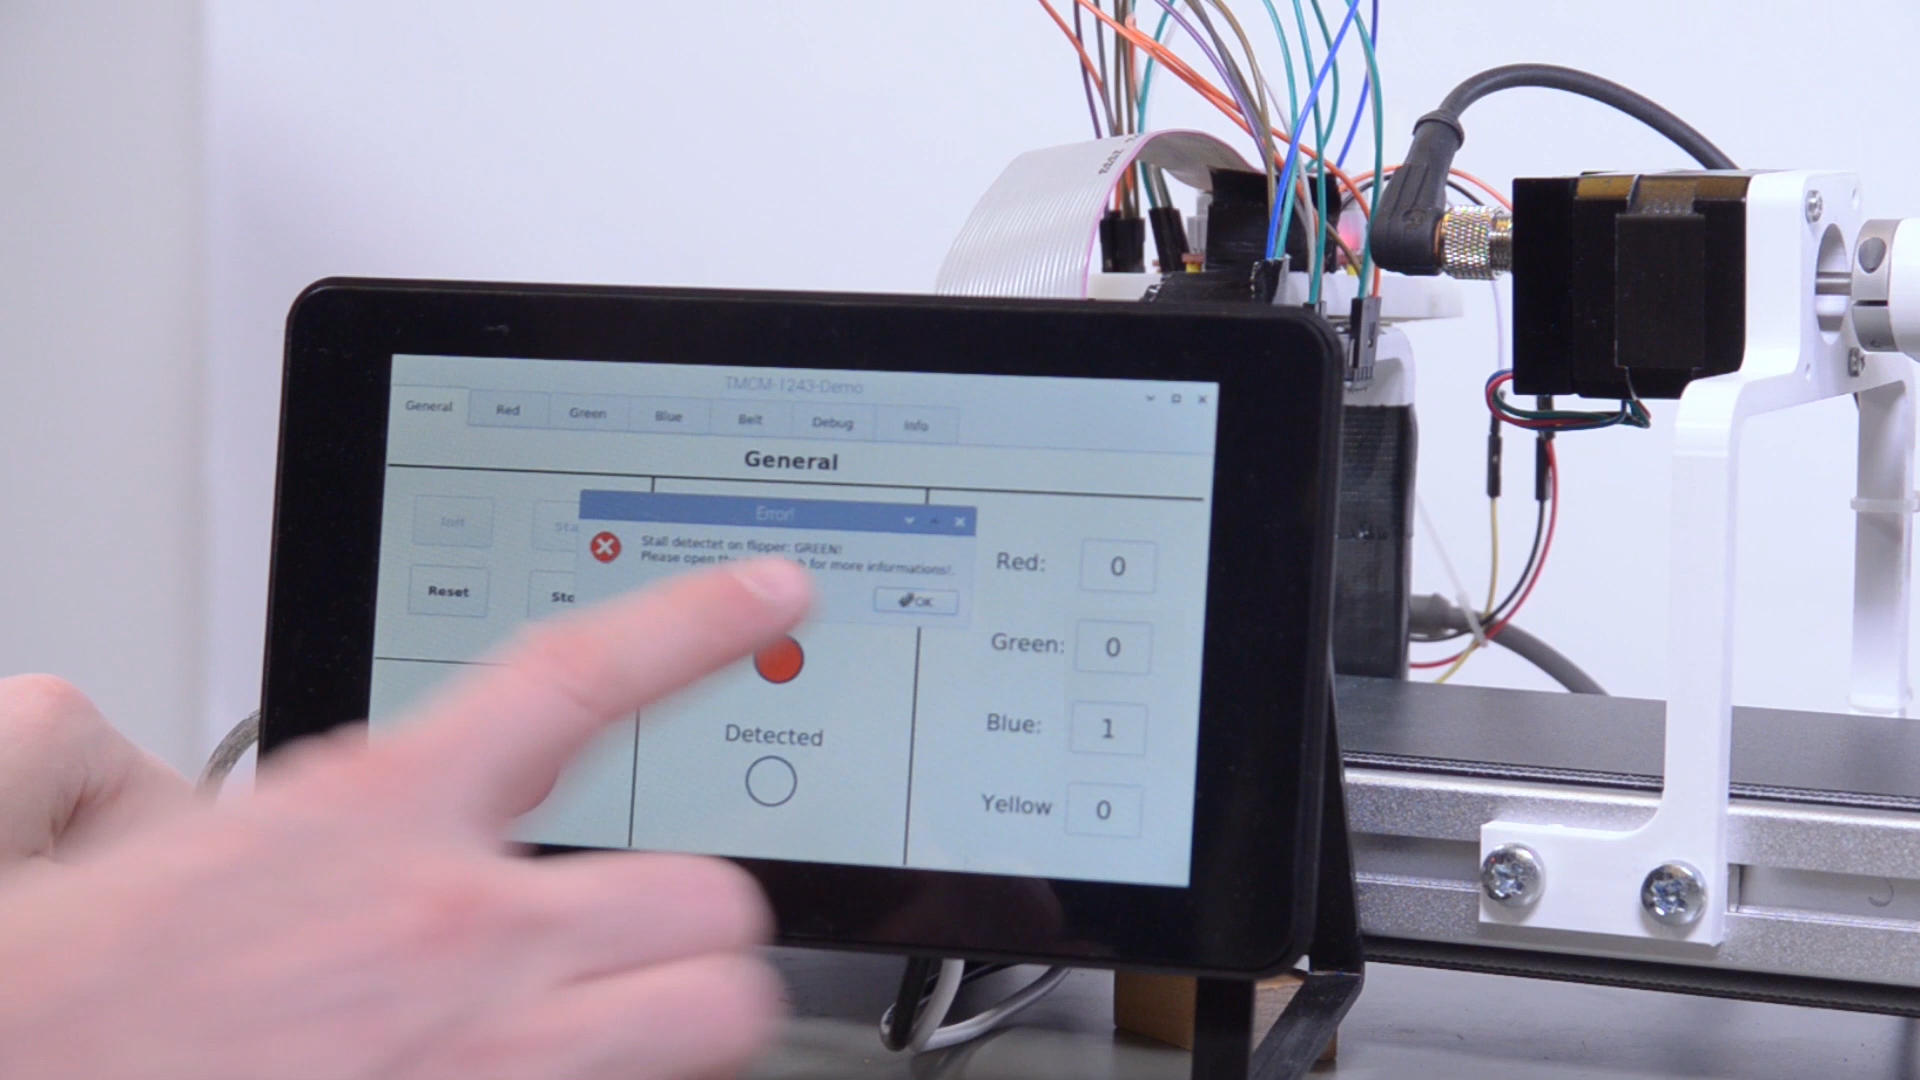 TMCM-1243-Demo
General Red Green Blue Belt Debug Info
General
Init
Reset
Error!
Stall detectet on flipper: GREEN!
Please open the for more informations!.
OK
Detected
Red: 0
Green: 0
Blue: 1
Yellow 0